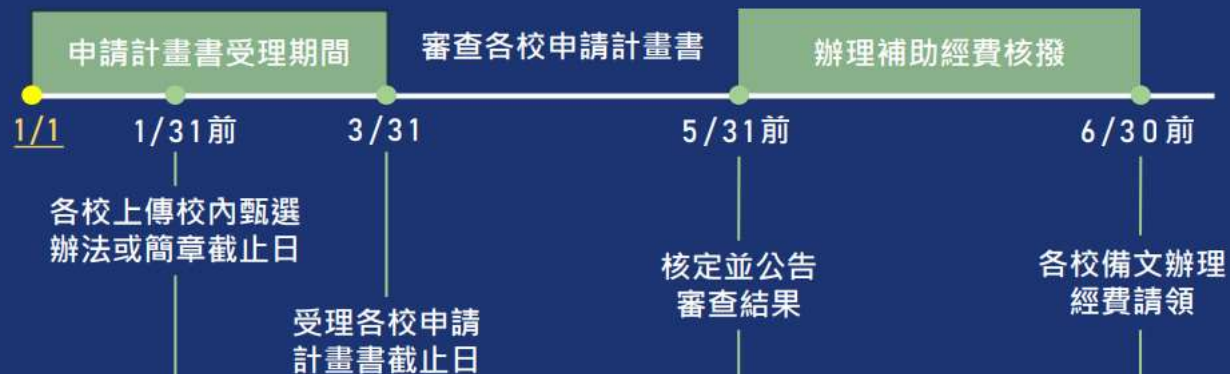 申請計畫書受理期間
審查各校申請計畫書
辦理補助經費核撥
1/1
1/31前
3/31
5/31前
6/30前
各校上傳校內甄選
辦法或簡章截止日
受理各校申請
計畫書截止日
核定並公告
審查結果
各校備文辦理
經費請領